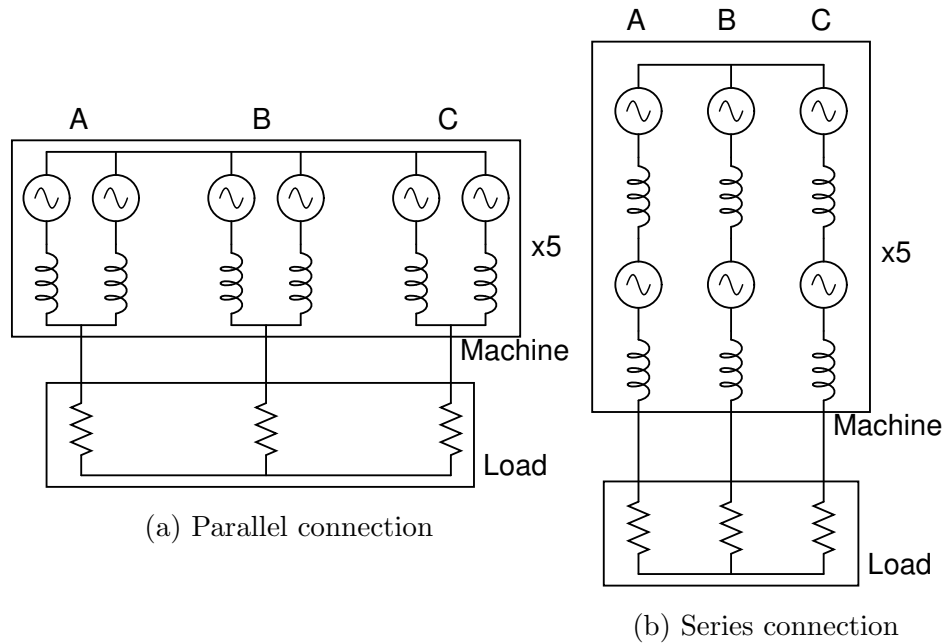 A B C
x5
Machine
Load
(a) Parallel connection
A B C
x5
Machine
Load
(b) Series connection